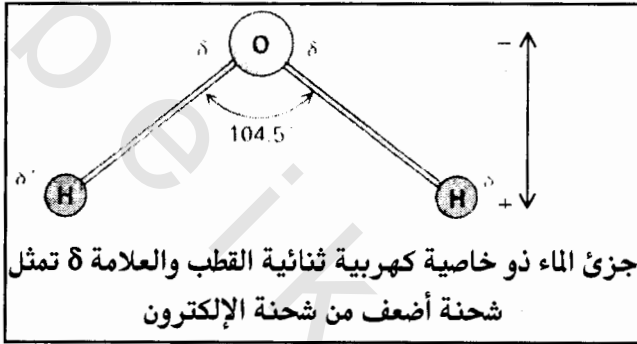 δ O δ −
104.5
δ+ H H δ +
جزئ الماء ذو خاصية كهربية ثنائية القطب والعلامة δ تمثل
شحنة أضعف من شحنة الإلكترون